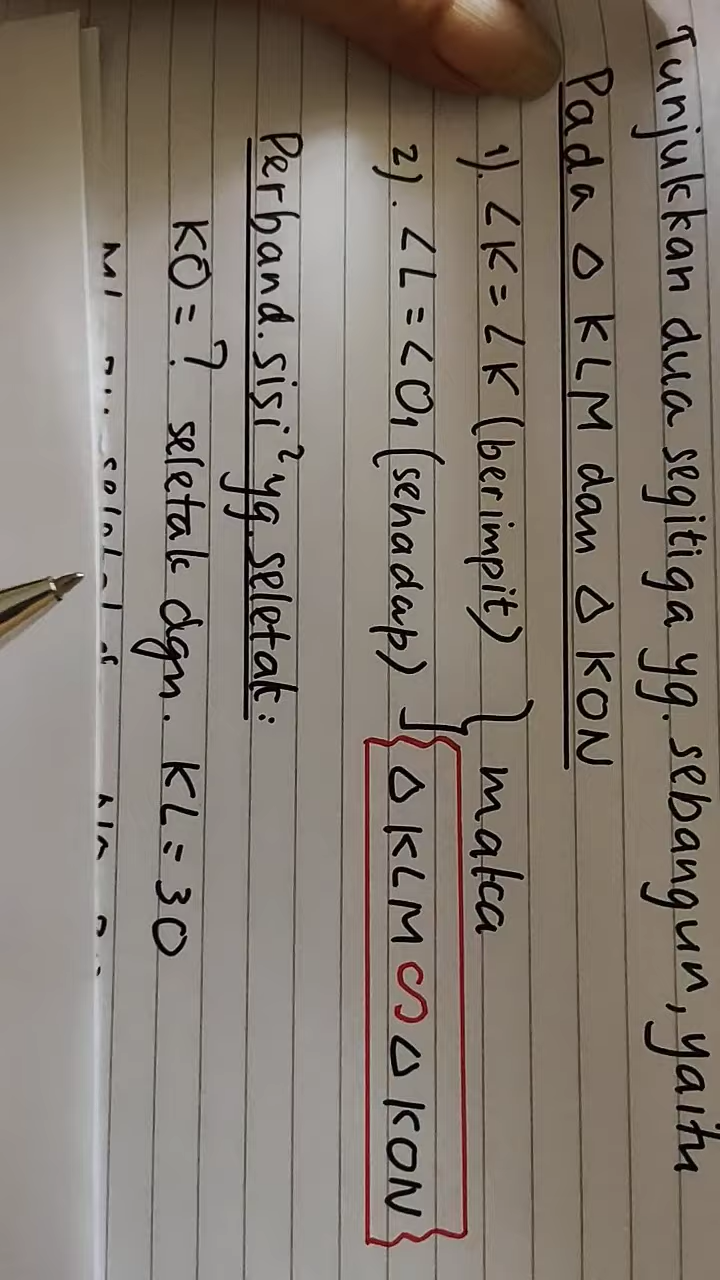 Tunjukkan dua segitiga yg. sebangun, yaitu
Pada △ KLM dan △ KON
1). ∠K = ∠K (berimpit) } maka
2). ∠L = ∠O₁ (sehadap) } △ KLM ∽ △ KON
Perband. sisi² yg. seletak :
KO = ? seletak dgn. KL = 30